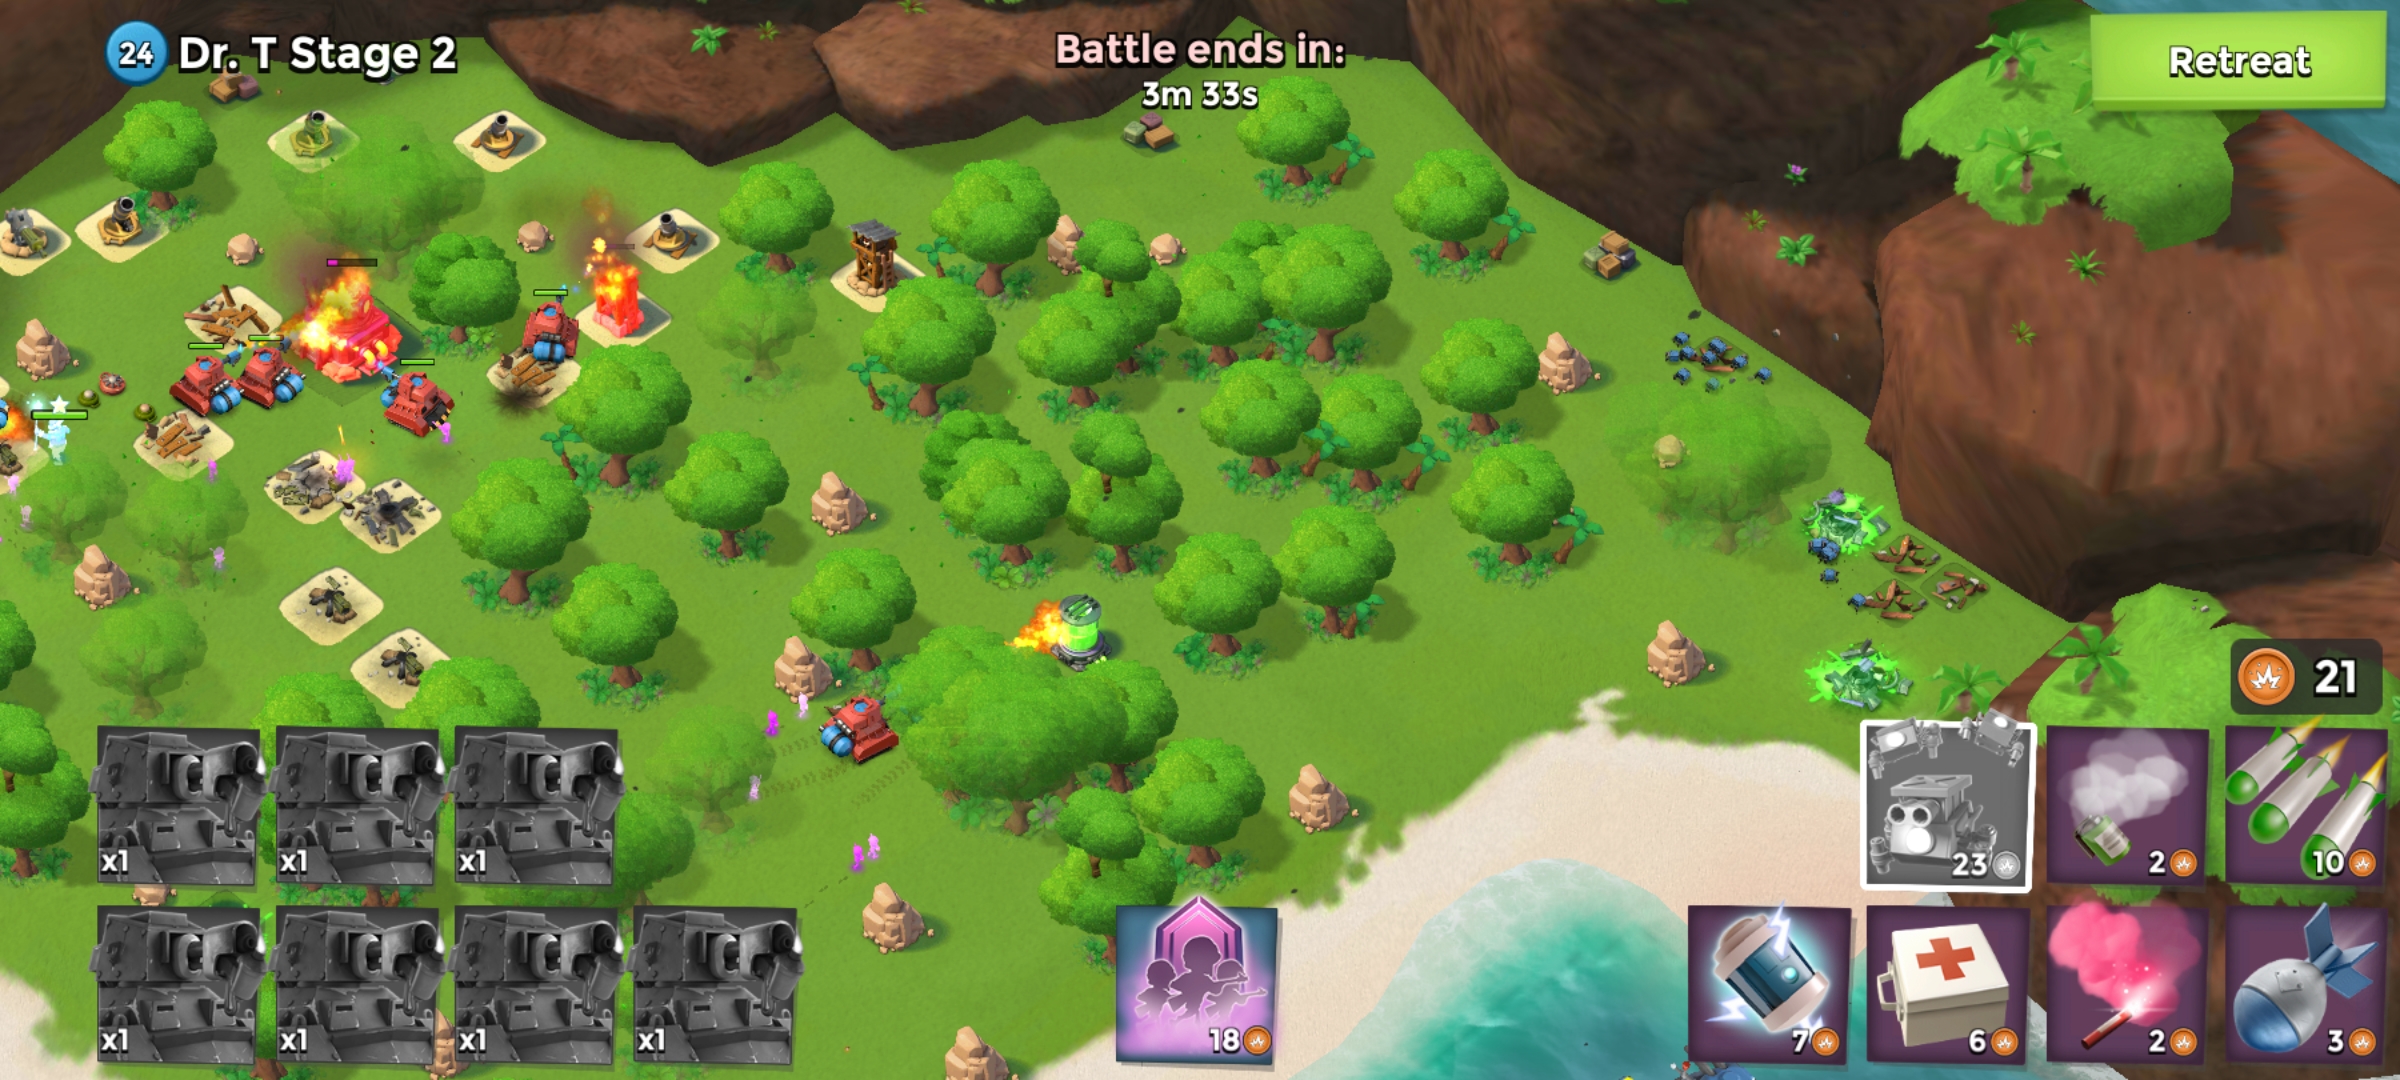 24 Dr. T Stage 2
Battle ends in:
3m 33s
Retreat
21
23
2
10
x1
x1
x1
x1
x1
x1
x1
18
7
6
2
3